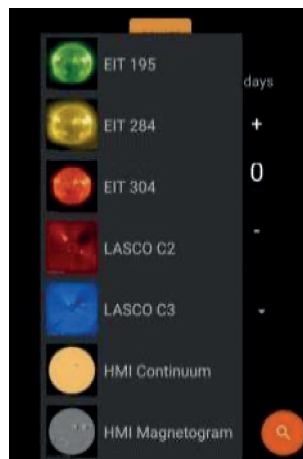 EIT 195
days
EIT 284
+
0
EIT 304
-
LASCO C2
LASCO C3
HMI Continuum
HMI Magnetogram